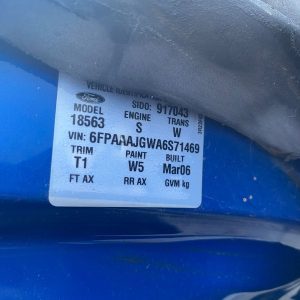 VEHICLE IDENTIFICATION
Ford SIDO: 917043
MODEL ENGINE TRANS
18563 S W
VIN: 6FPAAAJGWA6S71469
TRIM PAINT BUILT
T1 W5 Mar06
FT AX RR AX GVM kg